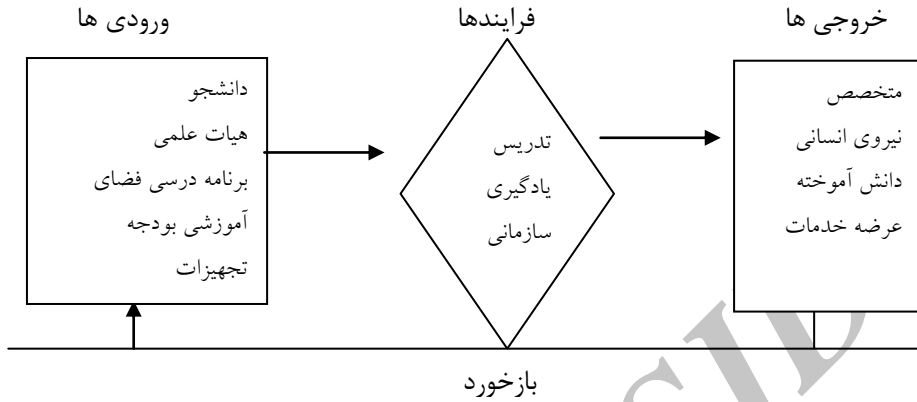 ورودی ها
فرایندها
خروجی ها
دانشجو
هیات علمی
برنامه درسی فضای
آموزشی بودجه
تجهیزات
تدریس
یادگیری
سازمانی
متخصص
نیروی انسانی
دانش آموخته
عرضه خدمات
بازخورد
SID